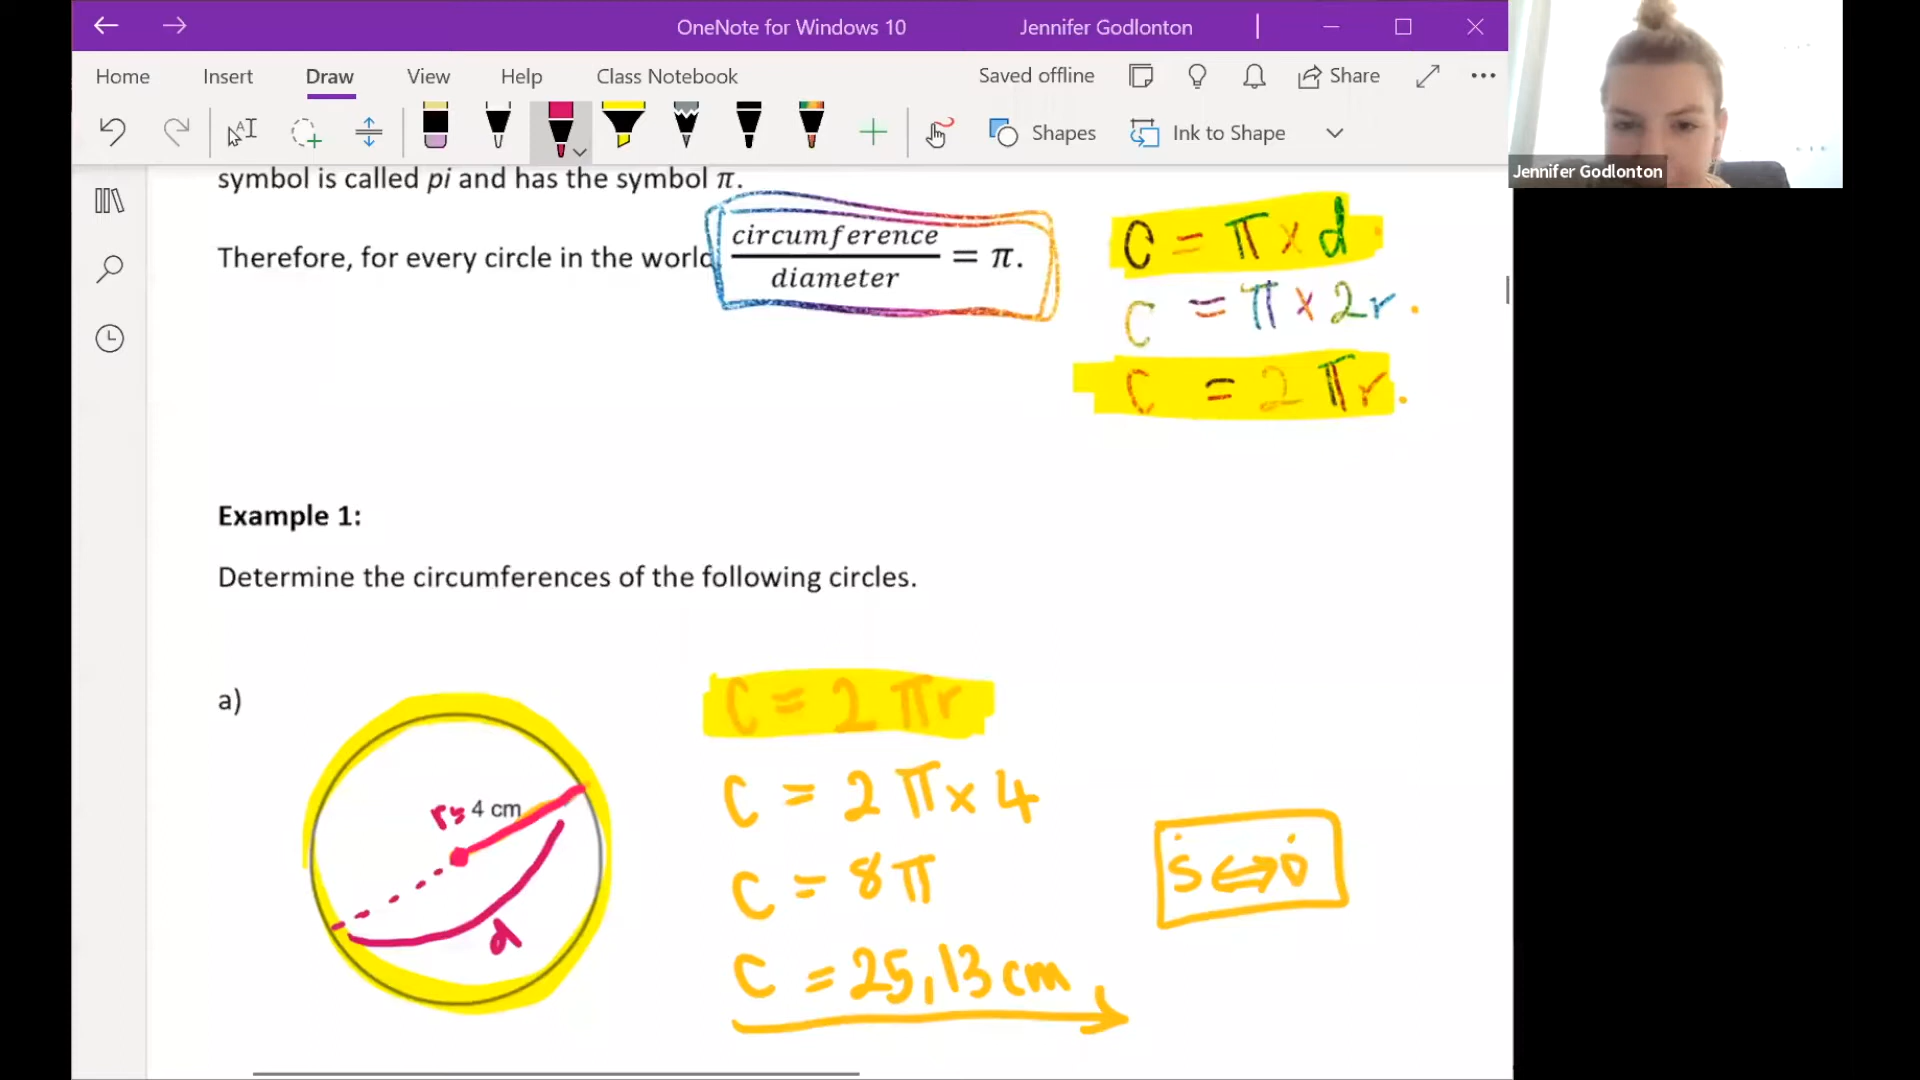 OneNote for Windows 10
Jennifer Godlonton
Home Insert Draw View Help Class Notebook
Saved offline
Share
Shapes
Ink to Shape
Jennifer Godlonton
symbol is called pi and has the symbol π.
Therefore, for every circle in the world
circumference
diameter
= π.
C = π × d
C = π × 2r.
C = 2πr.
Example 1:
Determine the circumferences of the following circles.
a)
r= 4 cm
d
C = 2πr
C = 2π × 4
C = 8π
C = 25,13 cm
S ⇔ D